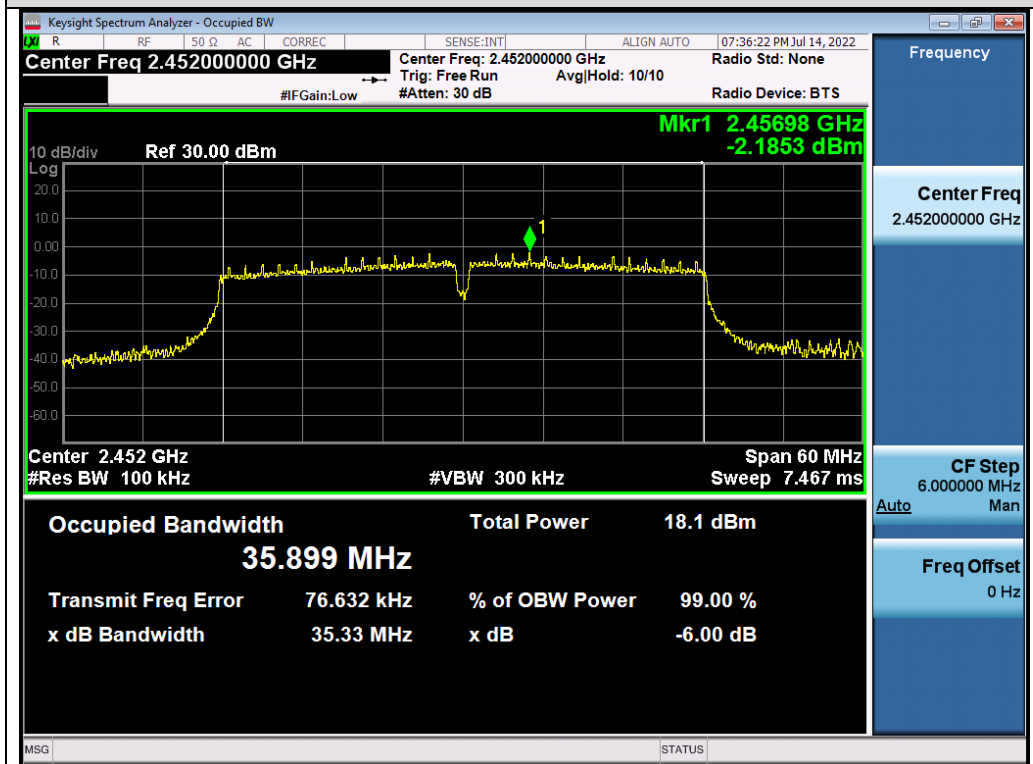 Keysight Spectrum Analyzer - Occupied BW
LXI R RF 50 Ω AC CORREC SENSE:INT ALIGN AUTO 07:36:22 PM Jul 14, 2022
Center Freq 2.452000000 GHz
Center Freq: 2.452000000 GHz Radio Std: None
Trig: Free Run Avg|Hold: 10/10
#IFGain:Low #Atten: 30 dB Radio Device: BTS
Mkr1 2.45698 GHz
-2.1853 dBm
10 dB/div Ref 30.00 dBm
Log
20.0
10.0
0.00
-10.0
-20.0
-30.0
-40.0
-50.0
-60.0
1
Center 2.452 GHz Span 60 MHz
#Res BW 100 kHz #VBW 300 kHz Sweep 7.467 ms
Occupied Bandwidth Total Power 18.1 dBm
35.899 MHz
Transmit Freq Error 76.632 kHz % of OBW Power 99.00 %
x dB Bandwidth 35.33 MHz x dB -6.00 dB
Frequency
Center Freq
2.452000000 GHz
CF Step
6.000000 MHz
Auto Man
Freq Offset
0 Hz
MSG STATUS